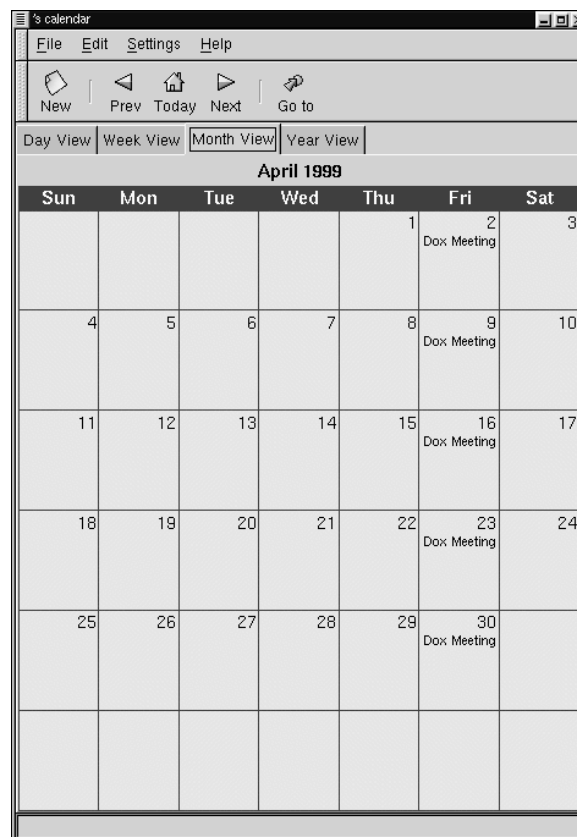 's calendar
File Edit Settings Help
New Prev Today Next Go to
Day View Week View Month View Year View
April 1999
Sun Mon Tue Wed Thu Fri Sat
1 2 3
Dox Meeting
4 5 6 7 8 9 10
Dox Meeting
11 12 13 14 15 16 17
Dox Meeting
18 19 20 21 22 23 24
Dox Meeting
25 26 27 28 29 30
Dox Meeting